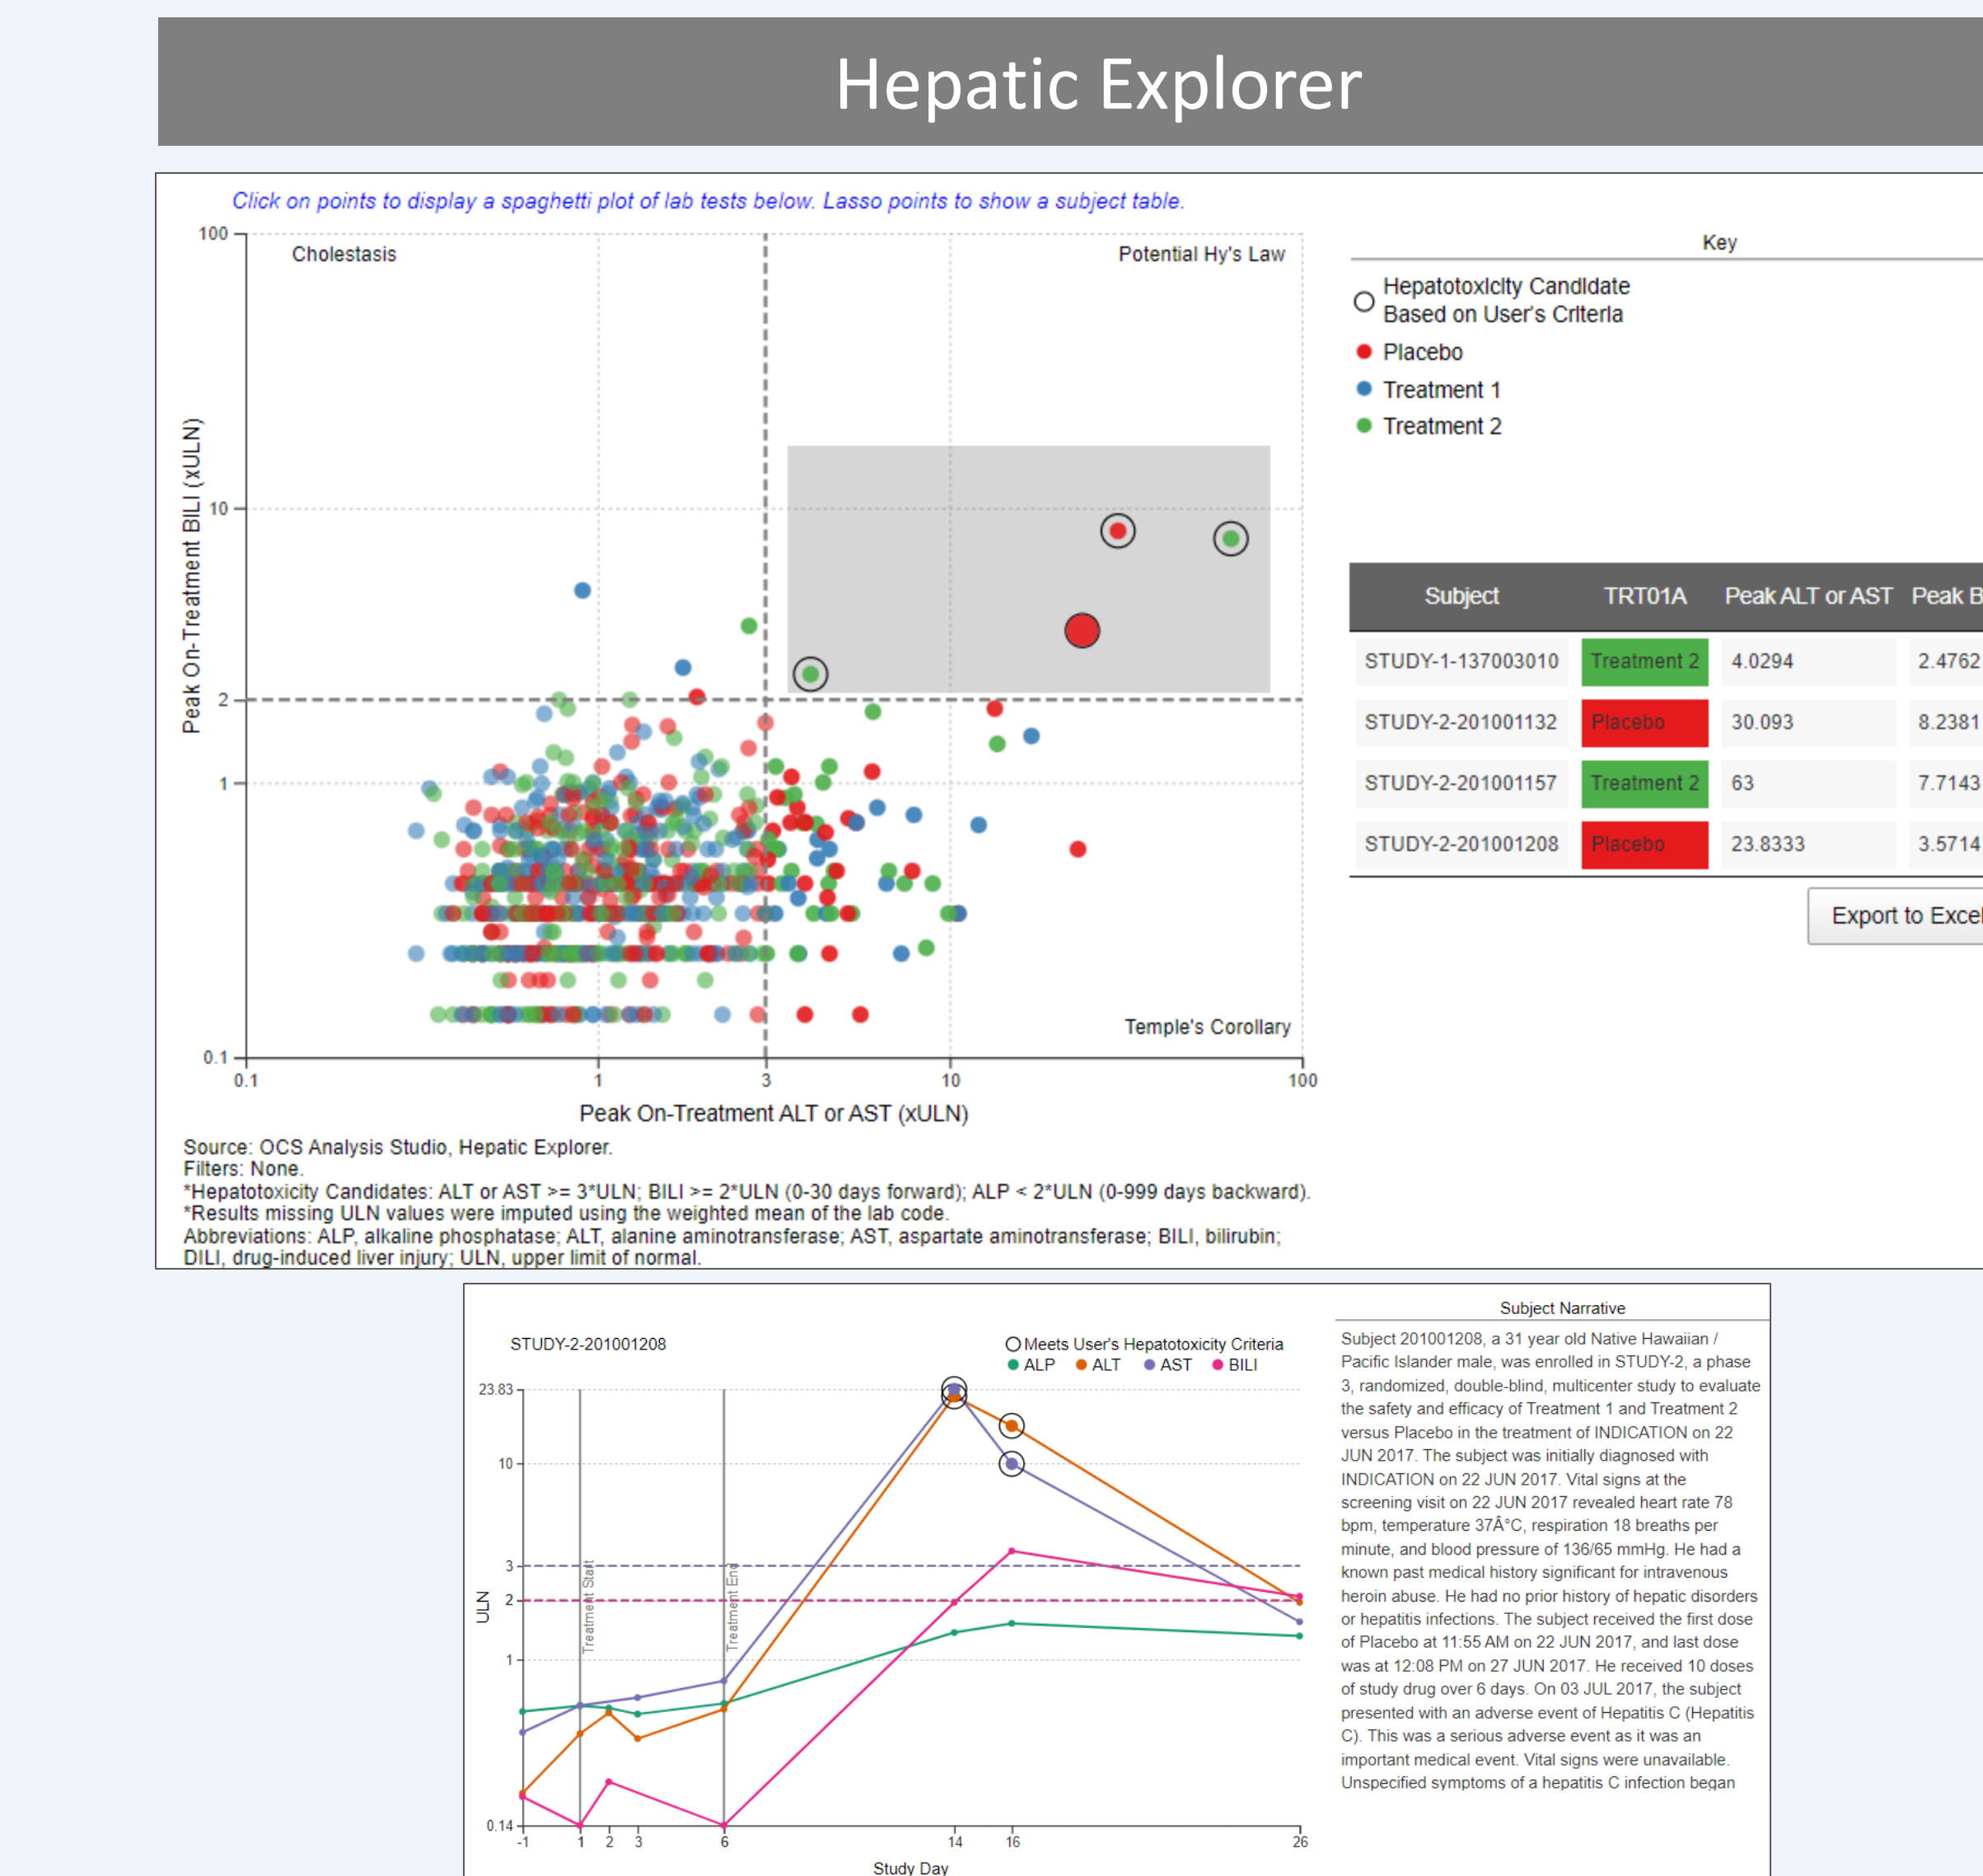 Hepatic Explorer
Click on points to display a spaghetti plot of lab tests below. Lasso points to show a subject table.
Cholestasis
Potential Hy's Law
Temple's Corollary
Peak On-Treatment BILI (xULN)
100
10
2
1
0.1
0.1
1
3
10
100
Peak On-Treatment ALT or AST (xULN)
Key
Hepatotoxicity Candidate
Based on User's Criteria
Placebo
Treatment 1
Treatment 2
Subject TRT01A Peak ALT or AST Peak B
STUDY-1-137003010 Treatment 2 4.0294 2.4762
STUDY-2-201001132 Placebo 30.093 8.2381
STUDY-2-201001157 Treatment 2 63 7.7143
STUDY-2-201001208 Placebo 23.8333 3.5714
Export to Excel
Source: OCS Analysis Studio, Hepatic Explorer.
Filters: None.
*Hepatotoxicity Candidates: ALT or AST >= 3*ULN; BILI >= 2*ULN (0-30 days forward); ALP < 2*ULN (0-999 days backward).
*Results missing ULN values were imputed using the weighted mean of the lab code.
Abbreviations: ALP, alkaline phosphatase; ALT, alanine aminotransferase; AST, aspartate aminotransferase; BILI, bilirubin;
DILI, drug-induced liver injury; ULN, upper limit of normal.
STUDY-2-201001208
Meets User's Hepatotoxicity Criteria
ALP ALT AST BILI
23.83
10
3
2
1
0.14
ULN
Treatment Start
Treatment End
-1 1 2 3 6 14 16 26
Study Day
Subject Narrative
Subject 201001208, a 31 year old Native Hawaiian /
Pacific Islander male, was enrolled in STUDY-2, a phase
3, randomized, double-blind, multicenter study to evaluate
the safety and efficacy of Treatment 1 and Treatment 2
versus Placebo in the treatment of INDICATION on 22
JUN 2017. The subject was initially diagnosed with
INDICATION on 22 JUN 2017. Vital signs at the
screening visit on 22 JUN 2017 revealed heart rate 78
bpm, temperature 37Â°C, respiration 18 breaths per
minute, and blood pressure of 136/65 mmHg. He had a
known past medical history significant for intravenous
heroin abuse. He had no prior history of hepatic disorders
or hepatitis infections. The subject received the first dose
of Placebo at 11:55 AM on 22 JUN 2017, and last dose
was at 12:08 PM on 27 JUN 2017. He received 10 doses
of study drug over 6 days. On 03 JUL 2017, the subject
presented with an adverse event of Hepatitis C (Hepatitis
C). This was a serious adverse event as it was an
important medical event. Vital signs were unavailable.
Unspecified symptoms of a hepatitis C infection began